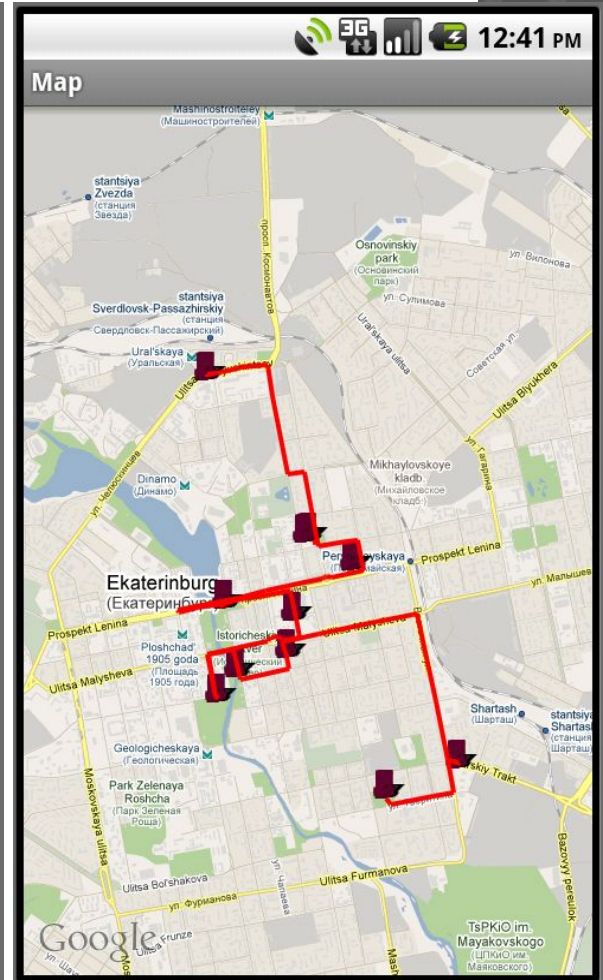 3G
12:41 PM
Map
Mashinostroiteley
(Машиностроителей)
stantsiya
Zvezda
(станция
Звезда)
просп. Космонавтов
Osnovinskiy
park
(Основинский
парк)
ул. Вилонова
ул. Сулимова
stantsiya
Sverdlovsk-Passazhirskiy
(станция
Свердловск-Пассажирский)
Ural'skaya ulitsa
Советская ул.
Ural'skaya
(Уральская)
Ulitsa
Ulitsa Blyukhera
ул. Гагарина
Mikhaylovskoye
kladb
(Михайловское
кладб.)
ул. Челюскинцев
Dinamo
(Динамо)
Prospekt Lenina
ул. Малышева
Ekaterinburg
Prospekt Lenina
Ulitsa Malysheva
Ploshchad'
1905 goda
(Площадь
1905 года)
Ulitsa Malysheva
Shartash
(Шарташ)
Geologicheskaya
(Геологическая)
Park Zelenaya
Roshcha
(Парк Зеленая
Роща)
Moskovskaya ulitsa
Bazovyy pereulok
Ulitsa Bol'shakova
ул. Чапаева
Ulitsa Furmanova
ул. Фурманова
TsPKiO im.
Mayakovskogo
(ЦПКиО им.
Маяковского)
Google
Frunze